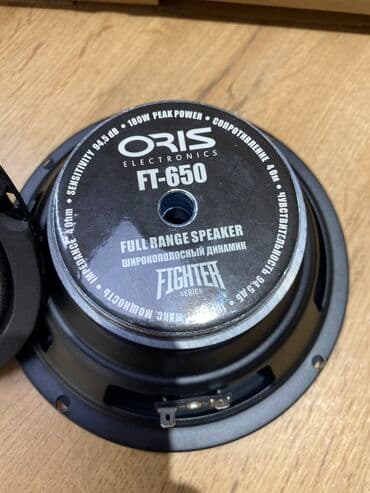 ORIS
ELECTRONICS
FT-650
FULL RANGE SPEAKER
ШИРОКОПОЛОСНЫЙ ДИНАМИК
FIGHTER
SERIES
IMPEDANCE 4 Ohm • SENSITIVITY 94,5 dB • 180W PEAK POWER • СОПРОТИВЛЕНИЕ 4 Ом • ЧУВСТВИТЕЛЬНОСТЬ 94,5 дБ
МАКС. МОЩНОСТЬ